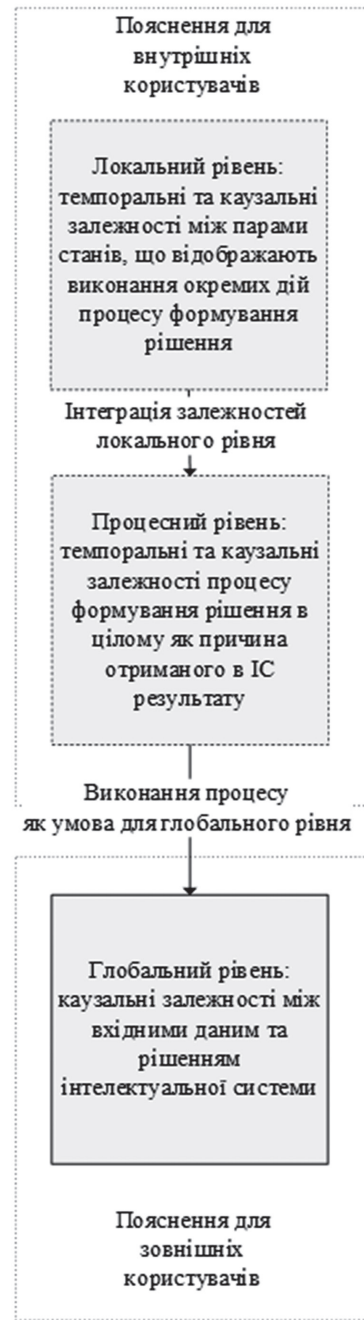 Пояснення для
внутрішніх
користувачів
Локальний рівень:
темпоральні та каузальні
залежності між парами
станів, що відображають
виконання окремих дій
процесу формування
рішення
Інтеграція залежностей
локального рівня
Процесний рівень:
темпоральні та каузальні
залежності процесу
формування рішення в
цілому як причина
отриманого в ІС
результату
Виконання процесу
як умова для глобального рівня
Глобальний рівень:
каузальні залежності між
вхідними даним та
рішенням
інтелектуальної системи
Пояснення для
зовнішніх
користувачів